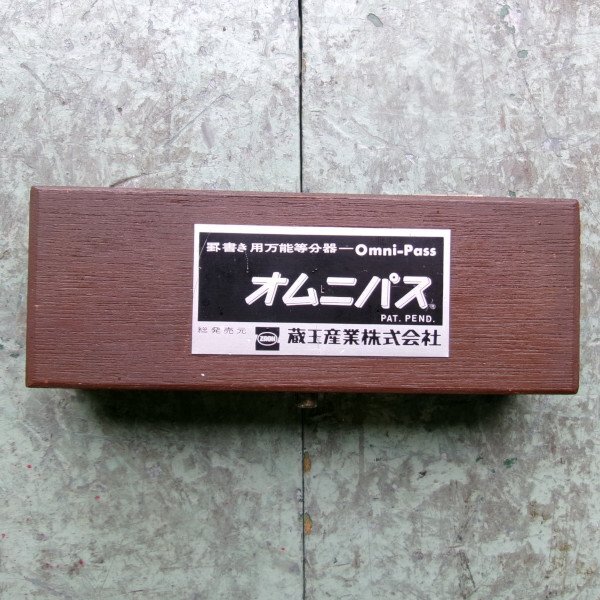 罫書き用万能等分器—Omni-Pass
オムニパス
PAT. PEND.
総発売元 ZAOH 蔵王産業株式会社